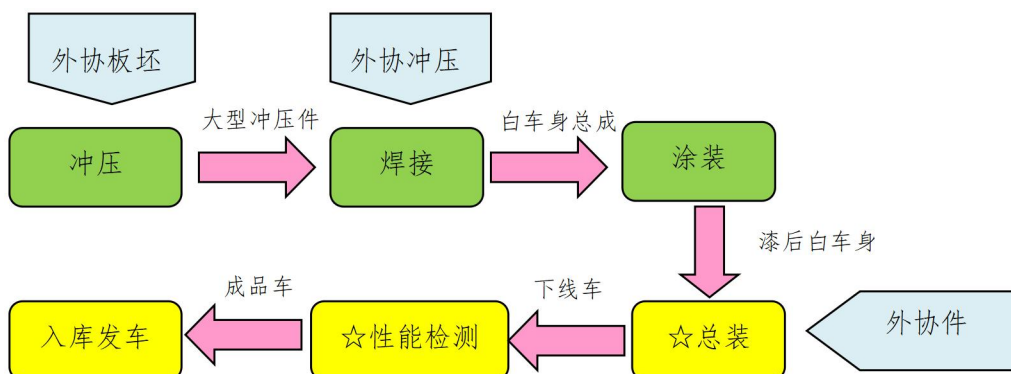 外协板坯
外协冲压
大型冲压件
白车身总成
冲压
焊接
涂装
漆后白车身
成品车
下线车
入库发车
☆性能检测
☆总装
外协件